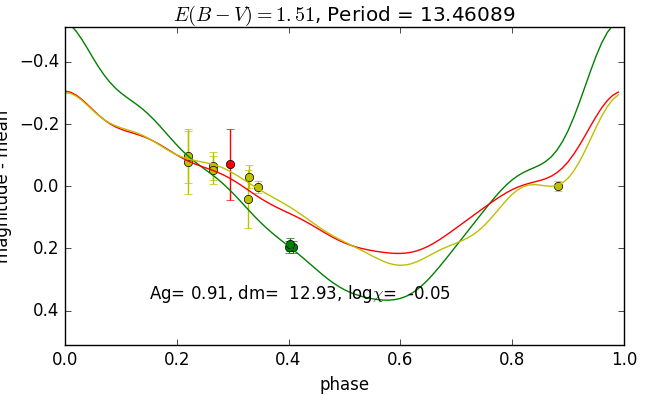 E(B − V) = 1.51, Period = 13.46089
−0.4
−0.2
0.0
0.2
0.4
magnitude - mean
Ag= 0.91, dm=  12.93, logχ=  -0.05
0.0 0.2 0.4 0.6 0.8 1.0
phase